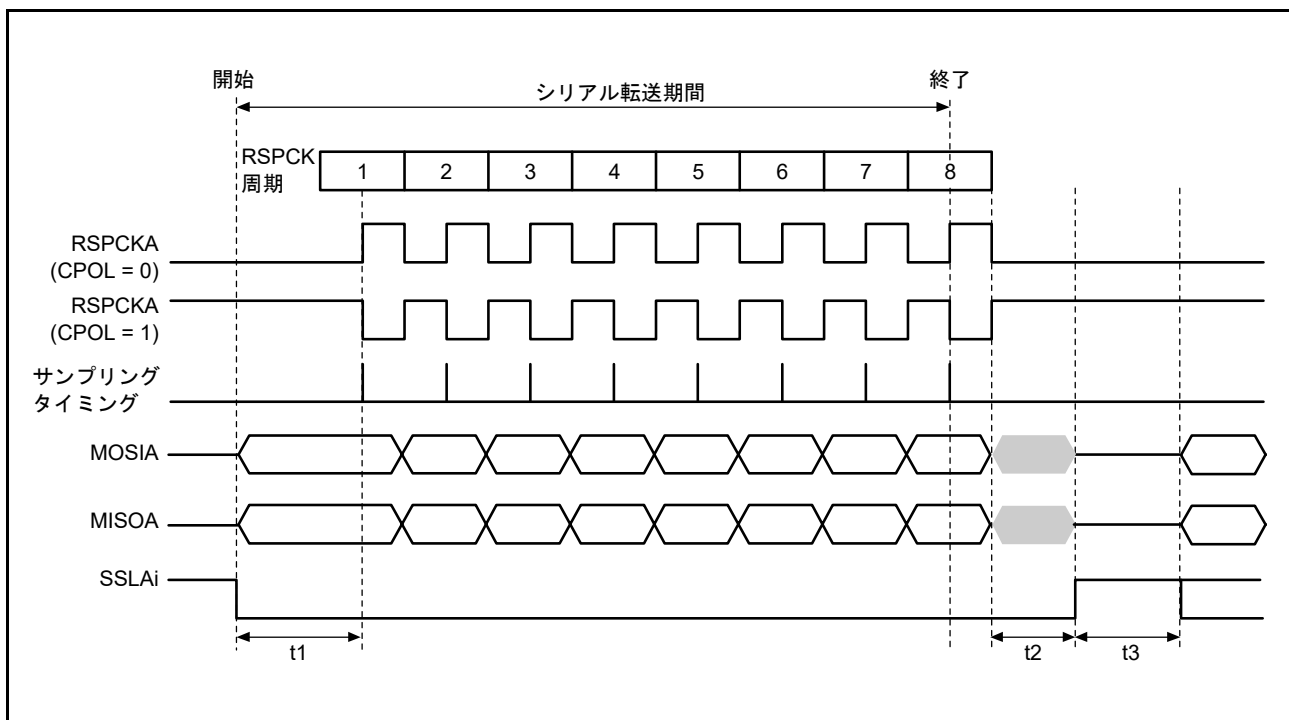 開始
終了
シリアル転送期間
RSPCK
周期
1 2 3 4 5 6 7 8
RSPCKA
(CPOL = 0)
RSPCKA
(CPOL = 1)
サンプリング
タイミング
MOSIA
MISOA
SSLAi
t1 t2 t3